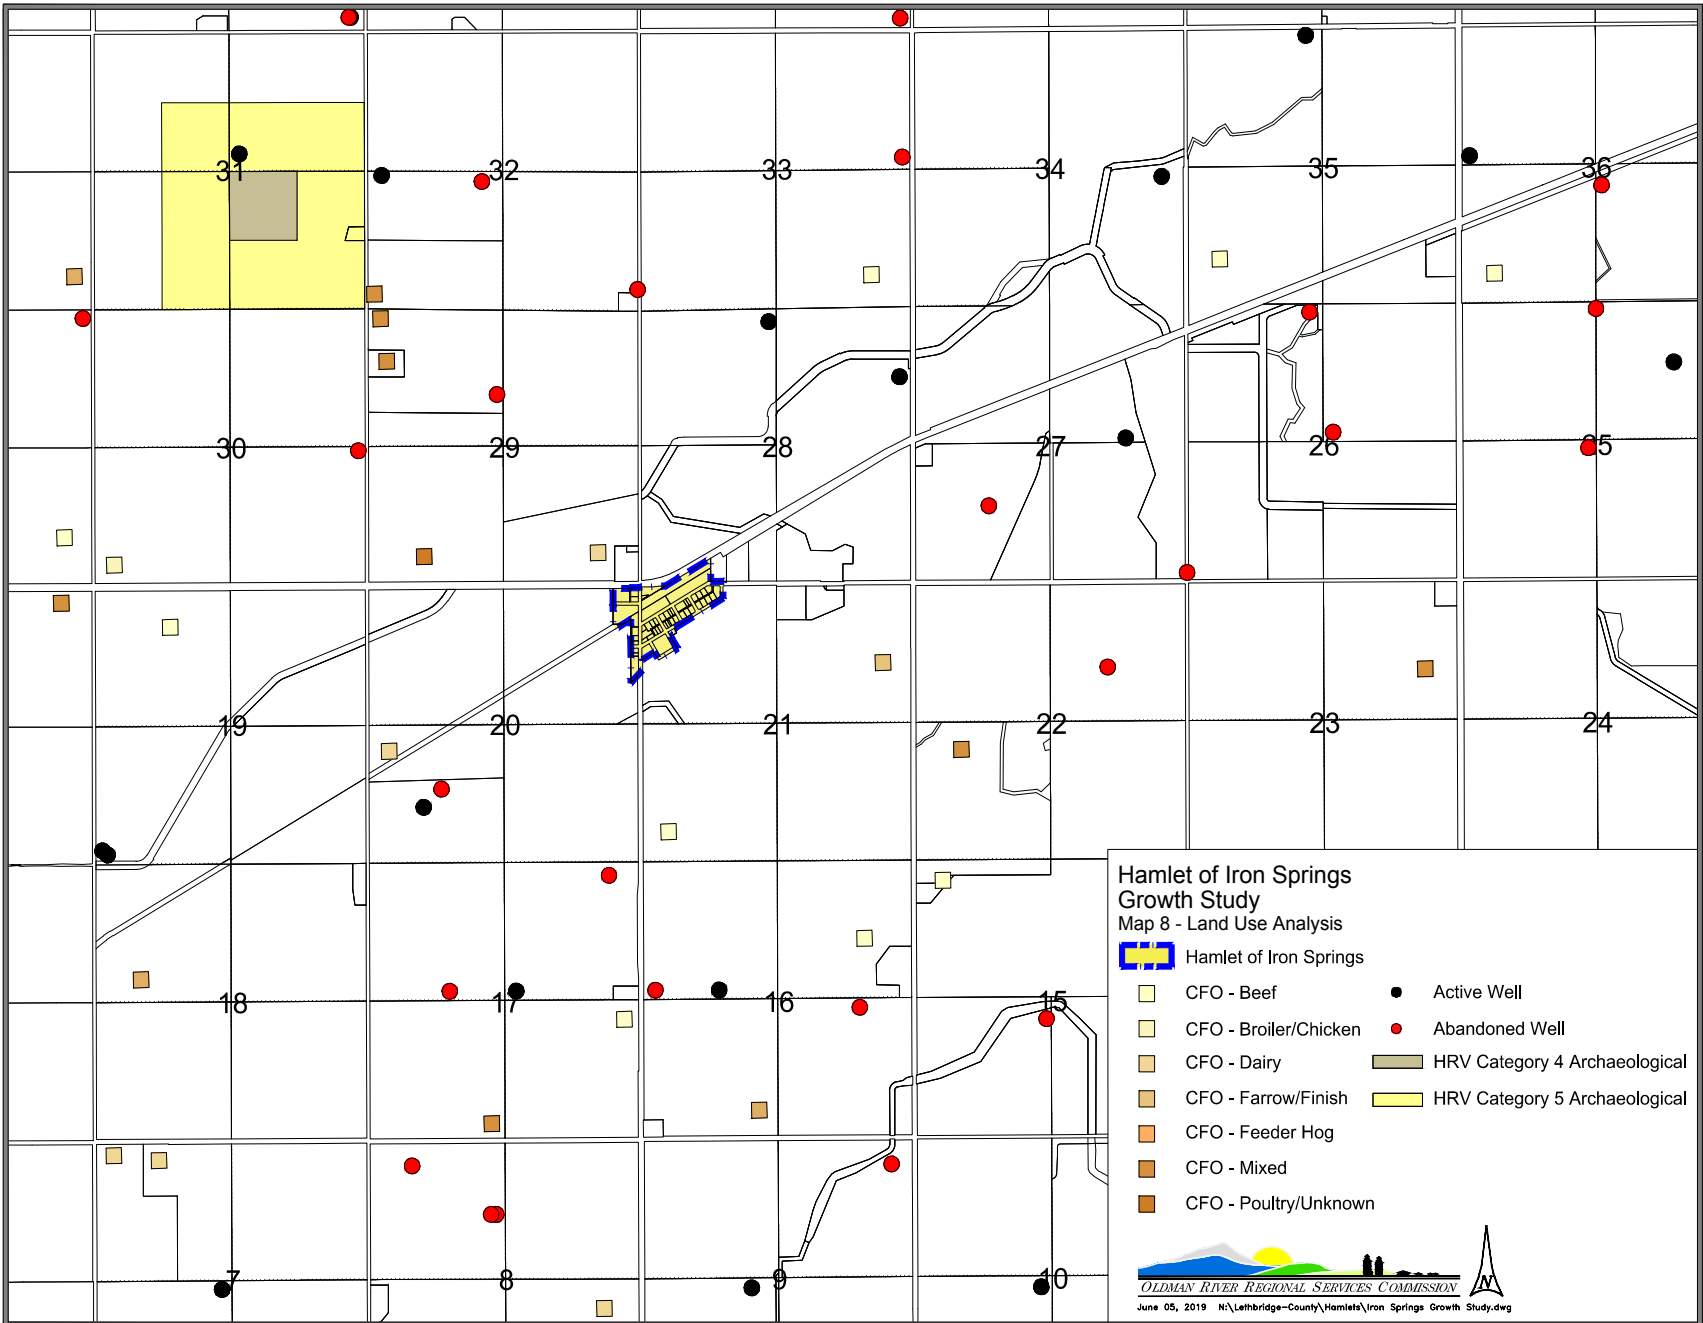 31 32 33 34 35 36
30 29 28 27 26 25
19 20 21 22 23 24
18 17 16 15
7 8 9 10
Hamlet of Iron Springs
Growth Study
Map 8 - Land Use Analysis
Hamlet of Iron Springs
CFO - Beef
CFO - Broiler/Chicken
CFO - Dairy
CFO - Farrow/Finish
CFO - Feeder Hog
CFO - Mixed
CFO - Poultry/Unknown
Active Well
Abandoned Well
HRV Category 4 Archaeological
HRV Category 5 Archaeological
OLDMAN RIVER REGIONAL SERVICES COMMISSION
N
June 05, 2019 N:\Lethbridge-County\Hamlets\Iron Springs Growth Study.dwg